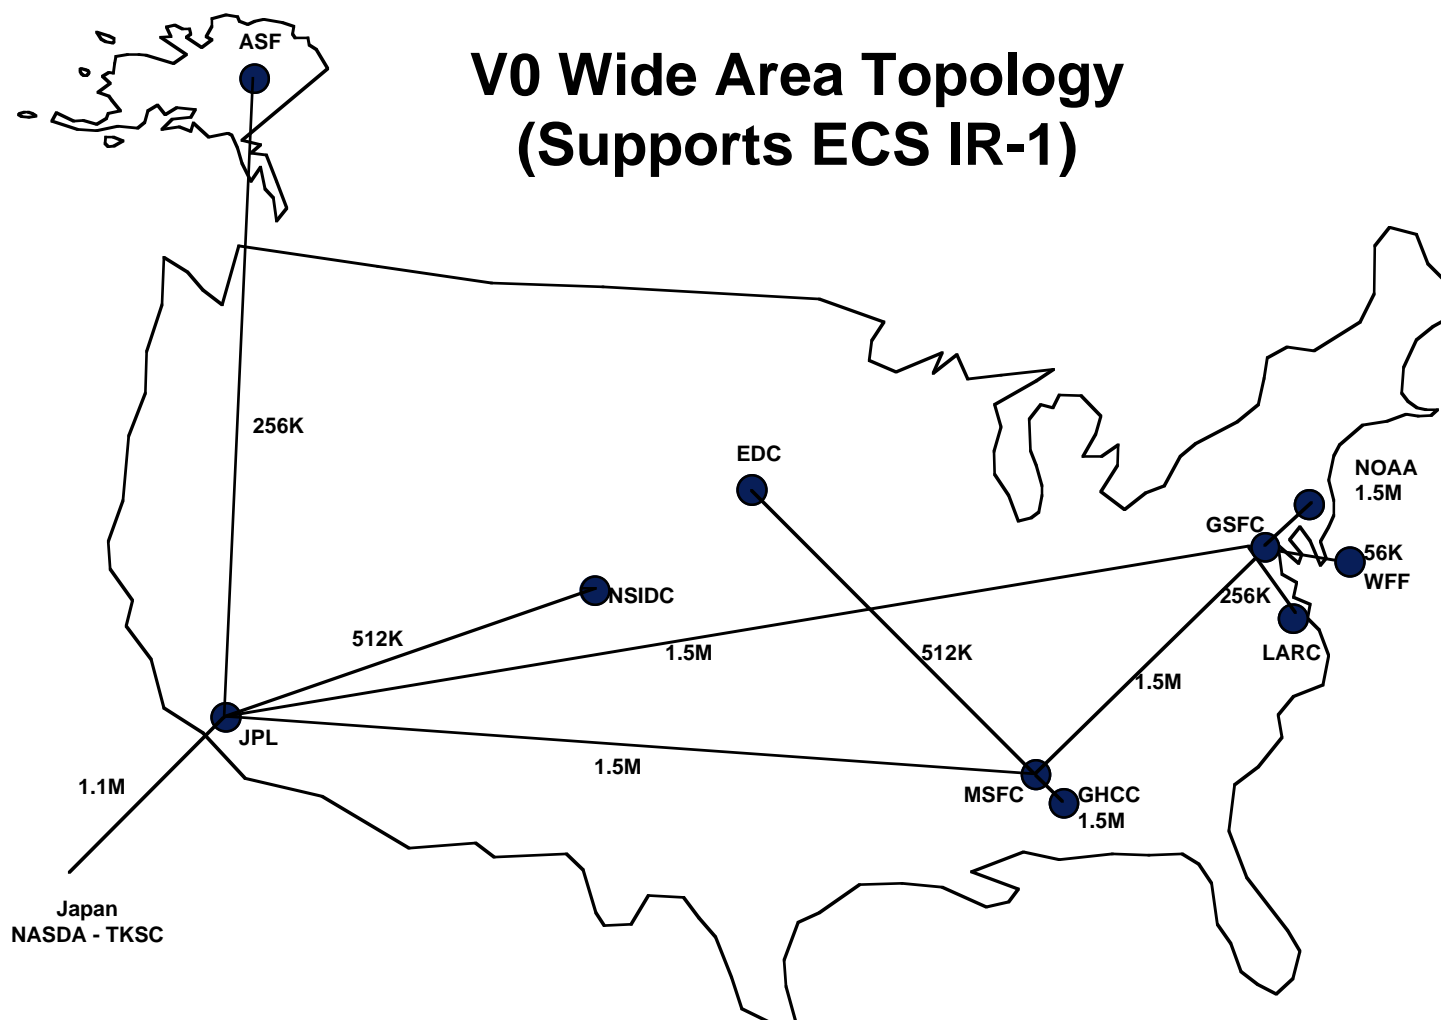 ASF
V0 Wide Area Topology
(Supports ECS IR-1)
256K
EDC
NOAA
1.5M
GSFC
56K
WFF
256K
NSIDC
512K
1.5M
512K
LARC
1.5M
JPL
1.5M
1.1M
MSFC
GHCC
1.5M
Japan
NASDA - TKSC